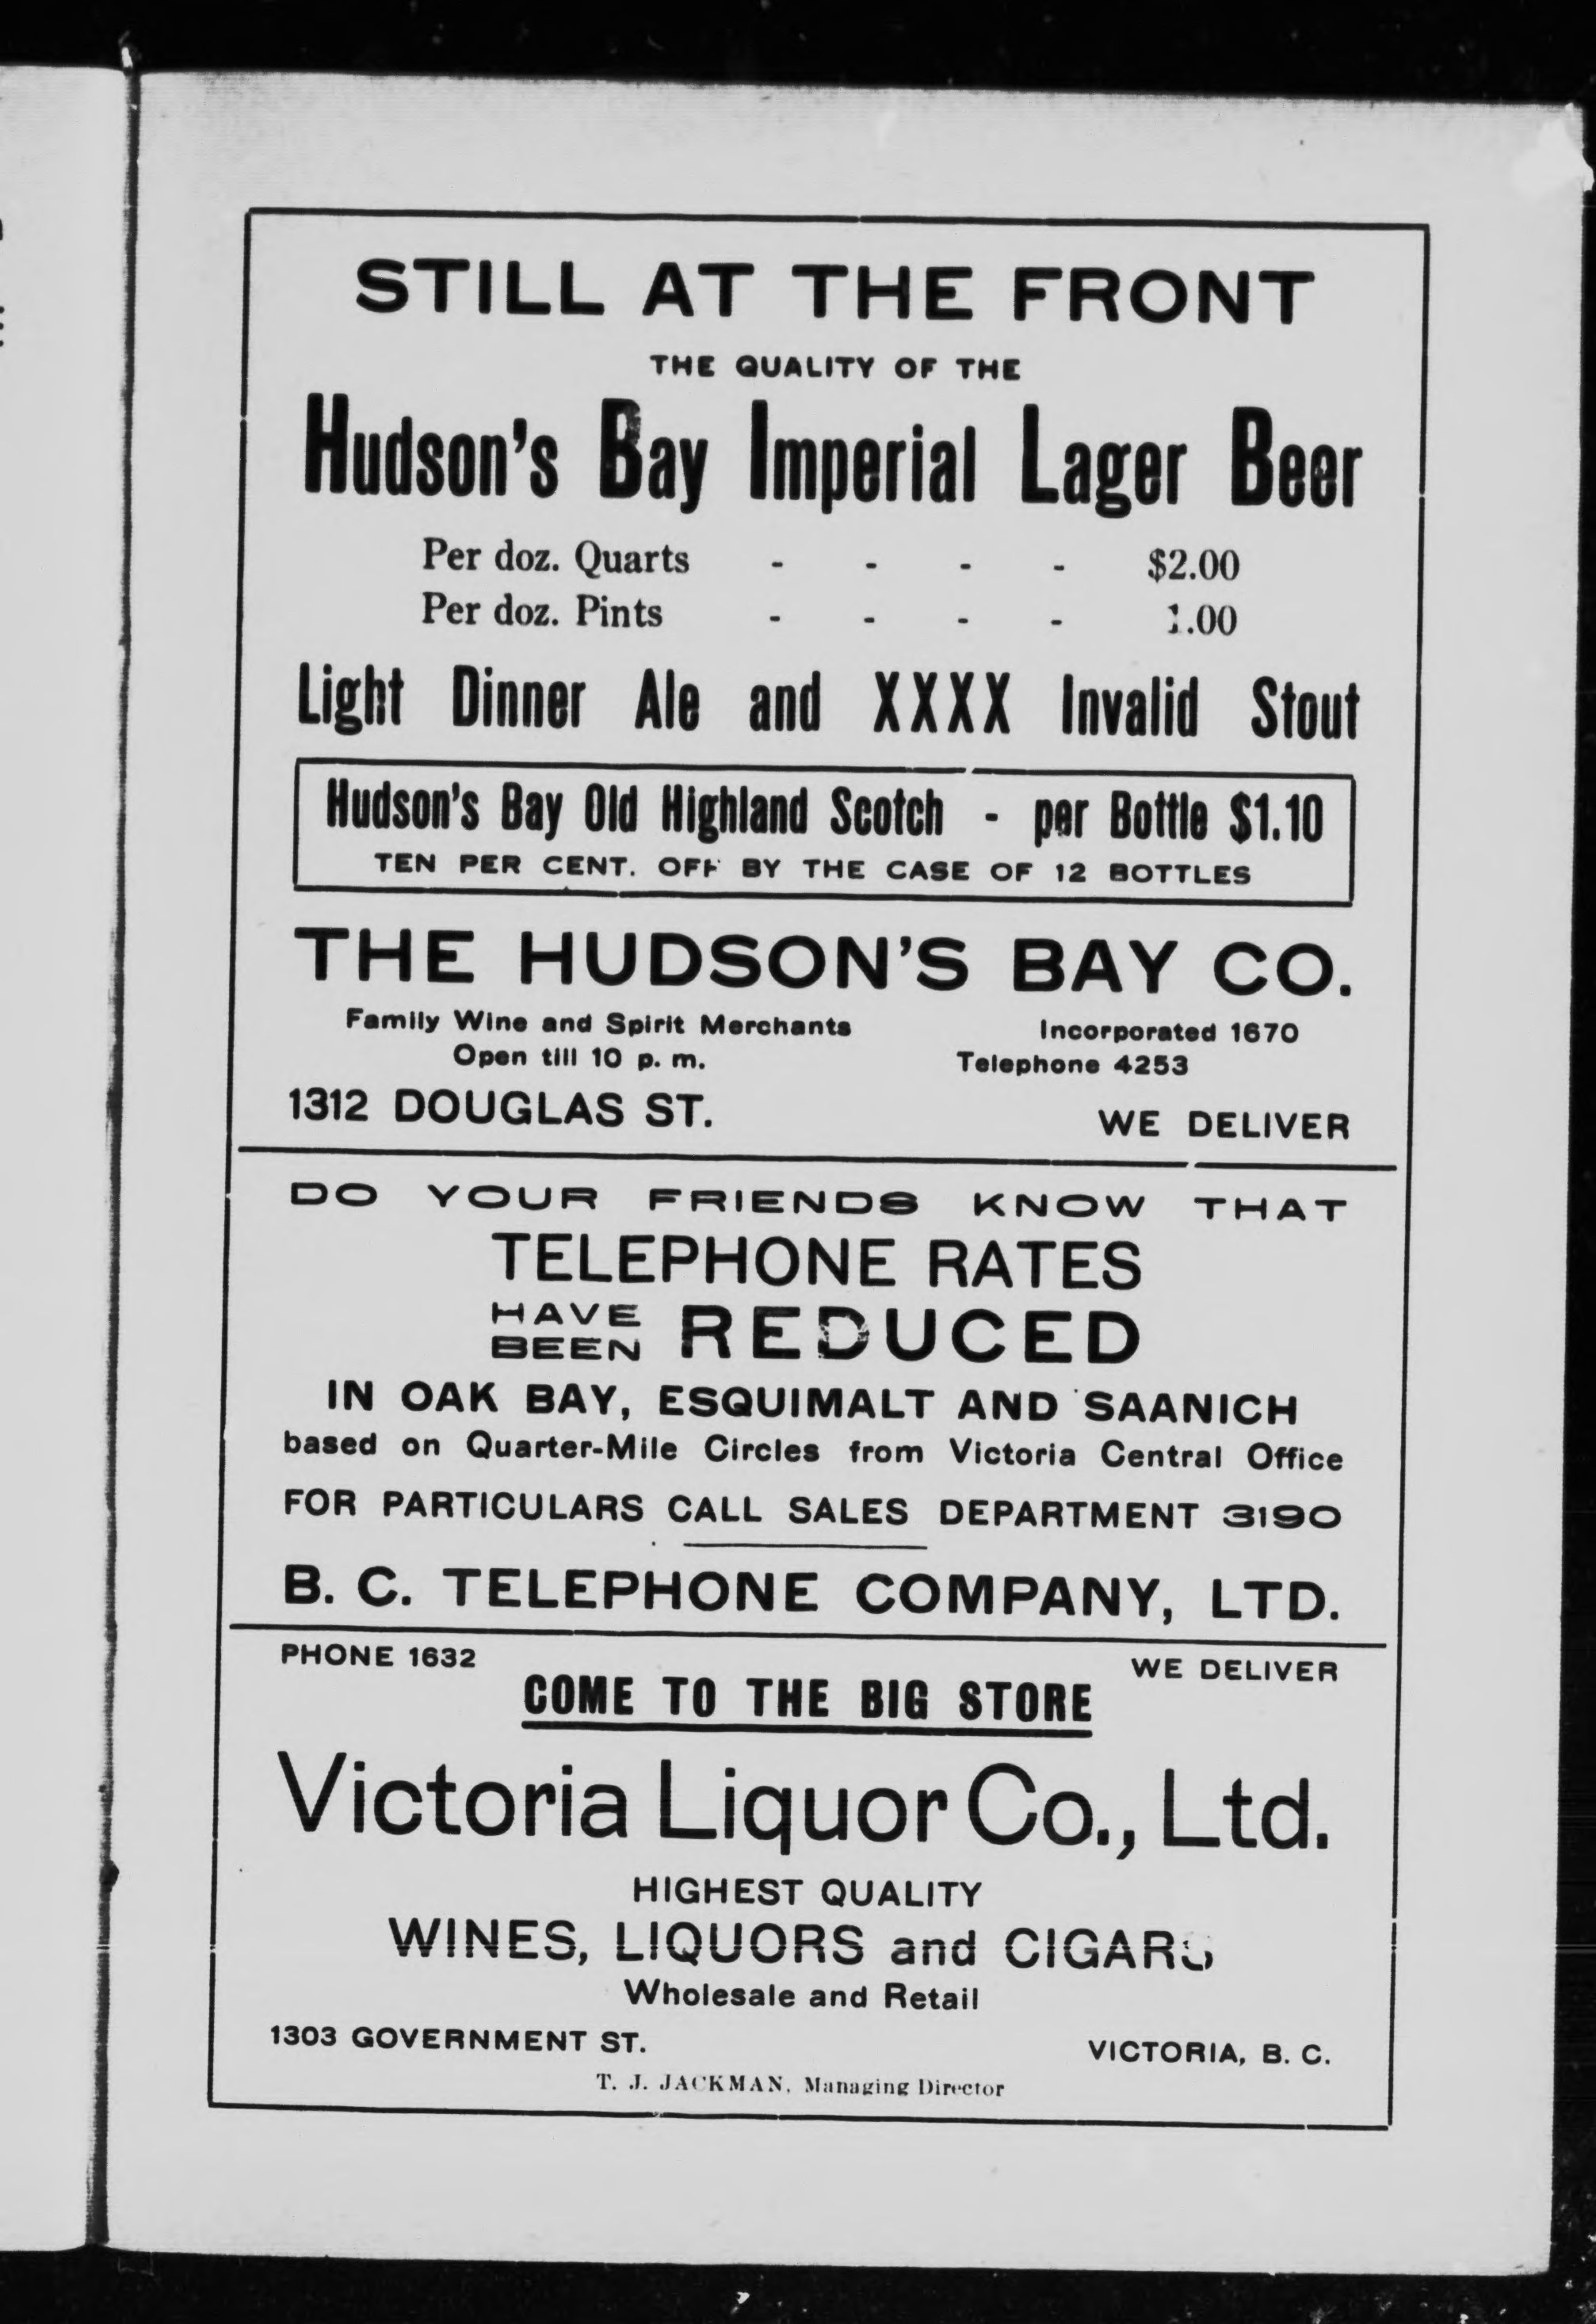 STILL AT THE FRONT
THE QUALITY OF THE
Hudson's Bay Imperial Lager Beer
Per doz. Quarts - - - - $2.00
Per doz. Pints - - - - 1.00
Light Dinner Ale and XXXX Invalid Stout
Hudson's Bay Old Highland Scotch - per Bottle $1.10
TEN PER CENT. OFF BY THE CASE OF 12 BOTTLES
THE HUDSON'S BAY CO.
Family Wine and Spirit Merchants Incorporated 1670
Open till 10 p. m. Telephone 4253
1312 DOUGLAS ST. WE DELIVER
DO YOUR FRIENDS KNOW THAT
TELEPHONE RATES
HAVE BEEN REDUCED
IN OAK BAY, ESQUIMALT AND SAANICH
based on Quarter-Mile Circles from Victoria Central Office
FOR PARTICULARS CALL SALES DEPARTMENT 3190
B. C. TELEPHONE COMPANY, LTD.
PHONE 1632 WE DELIVER
COME TO THE BIG STORE
Victoria Liquor Co., Ltd.
HIGHEST QUALITY
WINES, LIQUORS and CIGARS
Wholesale and Retail
1303 GOVERNMENT ST. VICTORIA, B. C.
T. J. JACKMAN, Managing Director